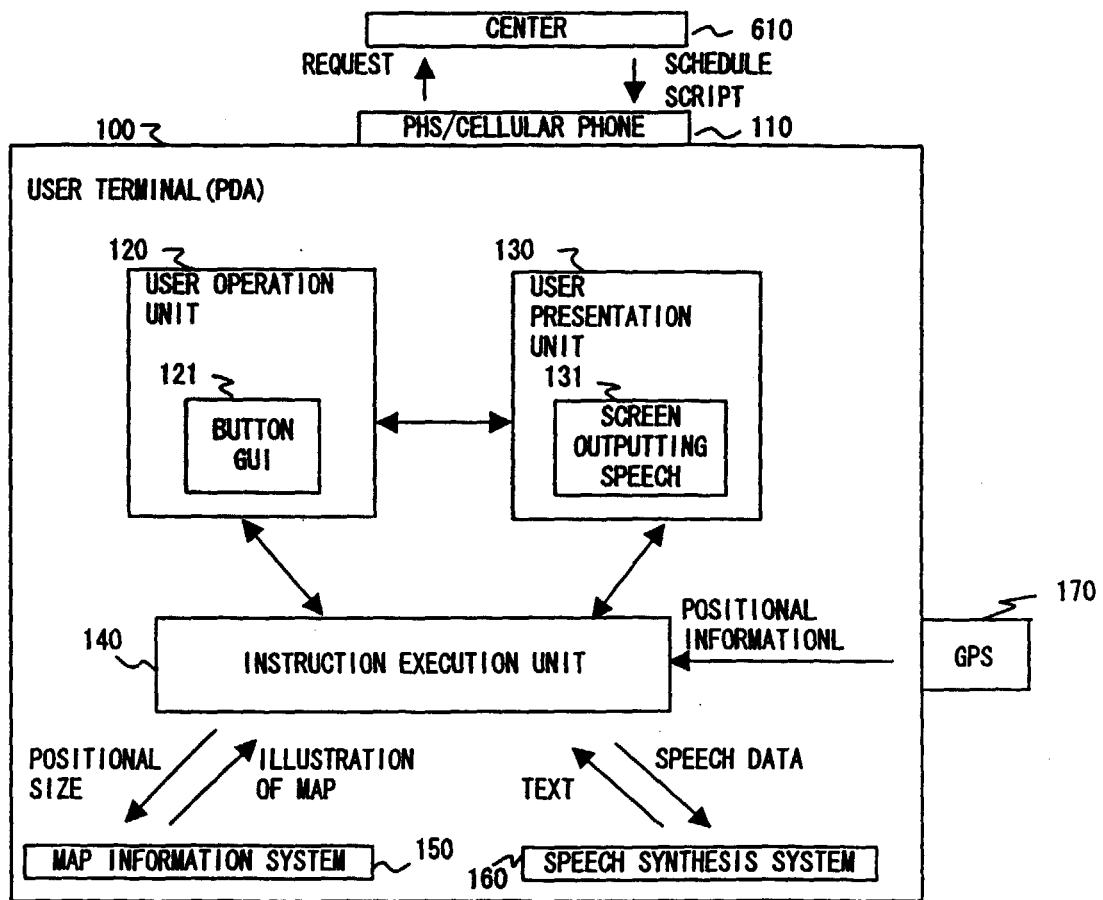 CENTER
610
REQUEST
SCHEDULE
SCRIPT
100
PHS/CELLULAR PHONE
110
USER TERMINAL(PDA)
120
130
USER OPERATION
UNIT
USER
PRESENTATION
UNIT
121
131
BUTTON
GUI
SCREEN
OUTPUTTING
SPEECH
170
POSITIONAL
INFORMATIONL
140
INSTRUCTION EXECUTION UNIT
GPS
POSITIONAL
SIZE
ILLUSTRATION
OF MAP
SPEECH DATA
TEXT
MAP INFORMATION SYSTEM
150
160
SPEECH SYNTHESIS SYSTEM